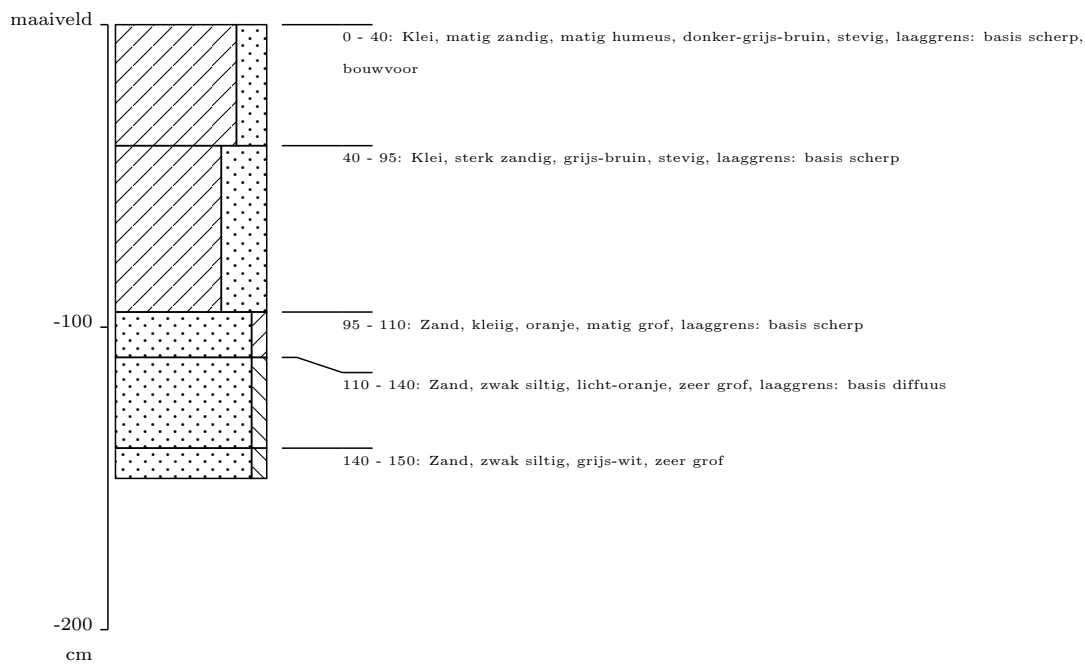 maaiveld
0 - 40: Klei, matig zandig, matig humeus, donker-grijs-bruin, stevig, laaggrens: basis scherp,
bouwvoor
40 - 95: Klei, sterk zandig, grijs-bruin, stevig, laaggrens: basis scherp
-100
95 - 110: Zand, kleiig, oranje, matig grof, laaggrens: basis scherp
110 - 140: Zand, zwak siltig, licht-oranje, zeer grof, laaggrens: basis diffuus
140 - 150: Zand, zwak siltig, grijs-wit, zeer grof
-200
cm